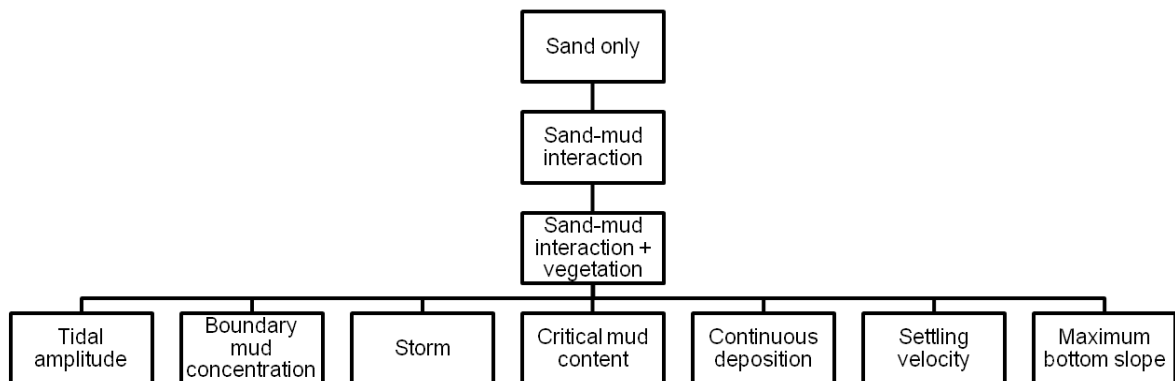 Sand only
Sand-mud
interaction
Sand-mud
interaction +
vegetation
Tidal
amplitude
Boundary
mud
concentration
Storm
Critical mud
content
Continuous
deposition
Settling
velocity
Maximum
bottom slope